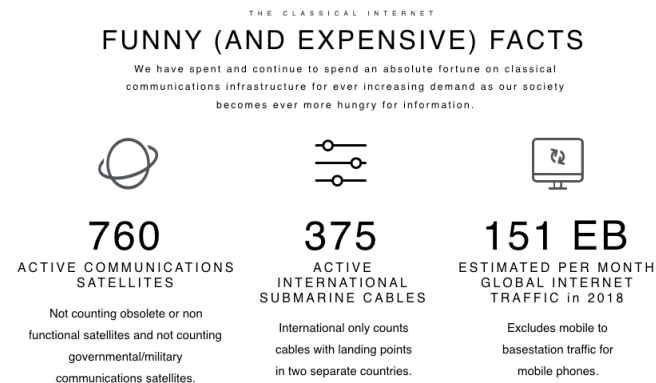 THE CLASSICAL INTERNET
FUNNY (AND EXPENSIVE) FACTS
We have spent and continue to spend an absolute fortune on classical
communications infrastructure for ever increasing demand as our society
becomes ever more hungry for information.
760
ACTIVE COMMUNICATIONS
SATELLITES
Not counting obsolete or non
functional satellites and not counting
governmental/military
communications satellites.
375
ACTIVE
INTERNATIONAL
SUBMARINE CABLES
International only counts
cables with landing points
in two separate countries.
151 EB
ESTIMATED PER MONTH
GLOBAL INTERNET
TRAFFIC in 2018
Excludes mobile to
basestation traffic for
mobile phones.